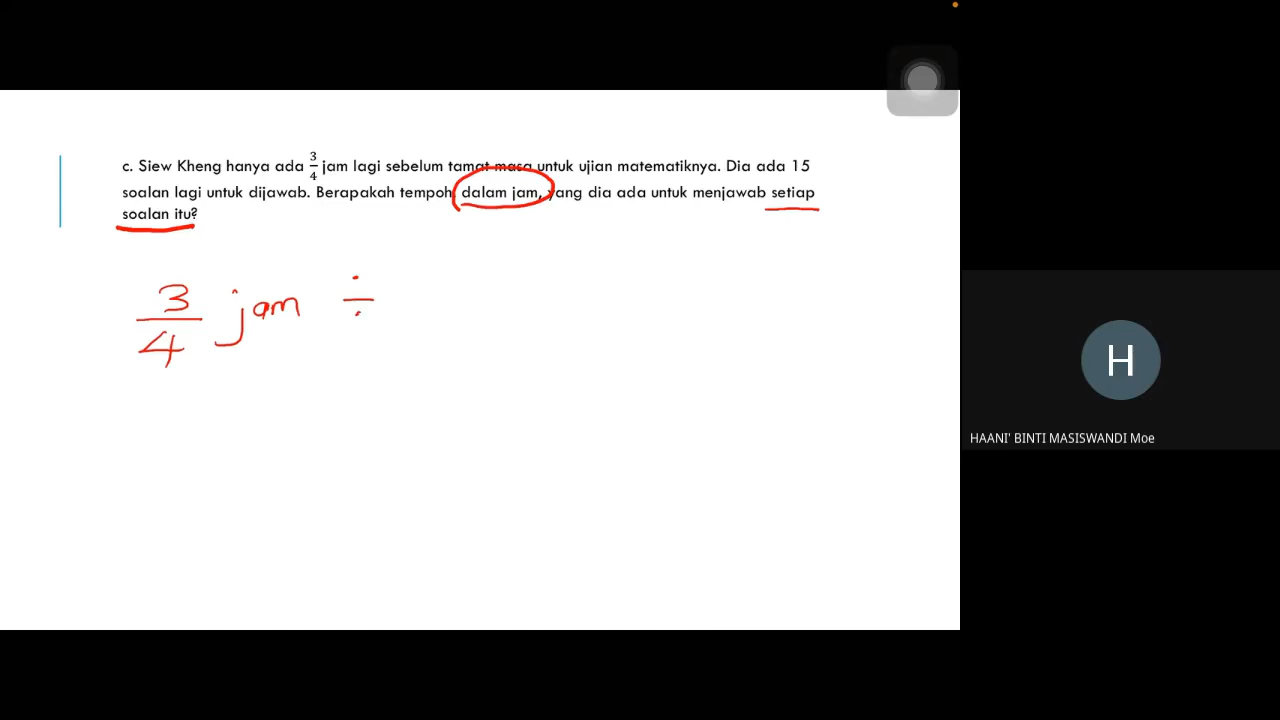 c. Siew Kheng hanya ada 3/4 jam lagi sebelum tamat masa untuk ujian matematiknya. Dia ada 15
soalan lagi untuk dijawab. Berapakah tempoh, dalam jam, yang dia ada untuk menjawab setiap
soalan itu?
3/4 jam ÷
H
HAANI' BINTI MASISWANDI Moe